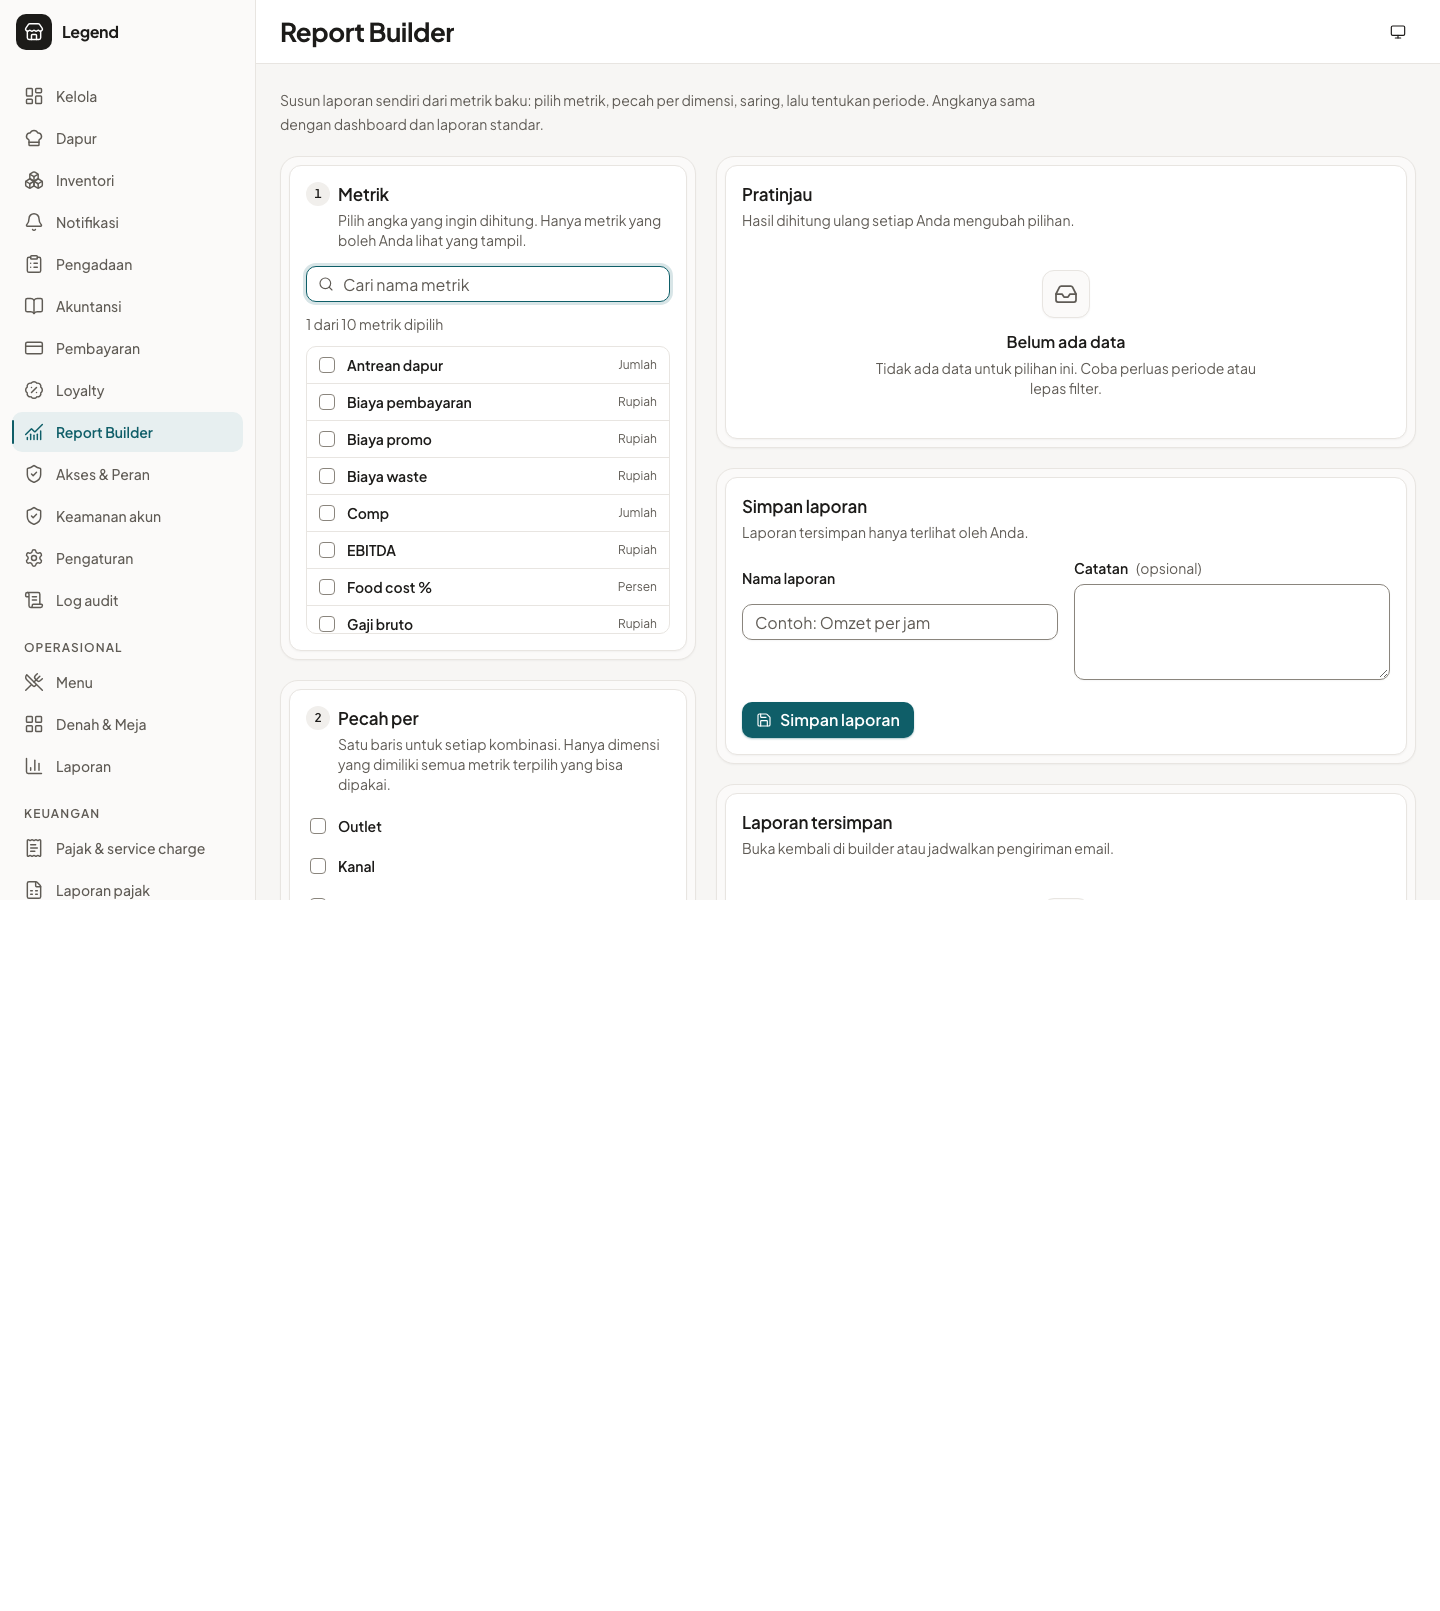 Legend
Kelola
Dapur
Inventori
Notifikasi
Pengadaan
Akuntansi
Pembayaran
Loyalty
Report Builder
Akses & Peran
Keamanan akun
Pengaturan
Log audit
OPERASIONAL
Menu
Denah & Meja
Laporan
KEUANGAN
Pajak & service charge
Laporan pajak
Report Builder
Susun laporan sendiri dari metrik baku: pilih metrik, pecah per dimensi, saring, lalu tentukan periode. Angkanya sama
dengan dashboard dan laporan standar.
1 Metrik
Pilih angka yang ingin dihitung. Hanya metrik yang
boleh Anda lihat yang tampil.
Cari nama metrik
1 dari 10 metrik dipilih
Antrean dapur Jumlah
Biaya pembayaran Rupiah
Biaya promo Rupiah
Biaya waste Rupiah
Comp Jumlah
EBITDA Rupiah
Food cost % Persen
Gaji bruto Rupiah
2 Pecah per
Satu baris untuk setiap kombinasi. Hanya dimensi
yang dimiliki semua metrik terpilih yang bisa
dipakai.
Outlet
Kanal
Pratinjau
Hasil dihitung ulang setiap Anda mengubah pilihan.
Belum ada data
Tidak ada data untuk pilihan ini. Coba perluas periode atau
lepas filter.
Simpan laporan
Laporan tersimpan hanya terlihat oleh Anda.
Nama laporan
Contoh: Omzet per jam
Catatan (opsional)
Simpan laporan
Laporan tersimpan
Buka kembali di builder atau jadwalkan pengiriman email.